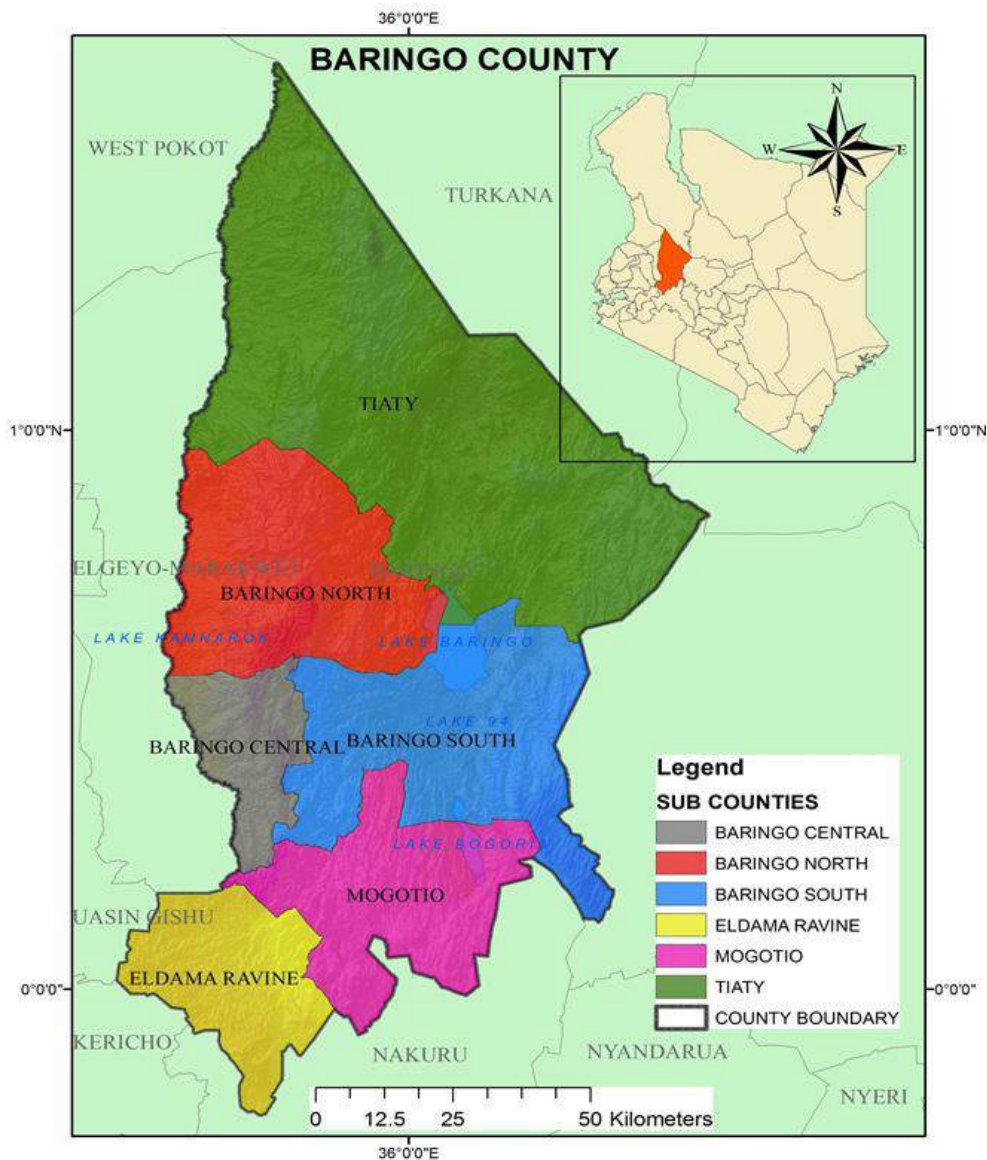 36°0'0"E
BARINGO COUNTY
N
W
E
S
WEST POKOT
TURKANA
TIATY
1°0'0"N
1°0'0"N
ELGEYO-MARAKWET
BARINGO NORTH
LAKE KAMNAROK
LAKE BARINGO
LAKE 94
BARINGO CENTRAL
BARINGO SOUTH
LAKE BOGORI
MOGOTIO
UASIN GISHU
ELDAMA RAVINE
0°0'0"
0°0'0"
KERICHO
NAKURU
NYANDARUA
NYERI
Legend
SUB COUNTIES
BARINGO CENTRAL
BARINGO NORTH
BARINGO SOUTH
ELDAMA RAVINE
MOGOTIO
TIATY
COUNTY BOUNDARY
0 12.5 25 50 Kilometers
36°0'0"E